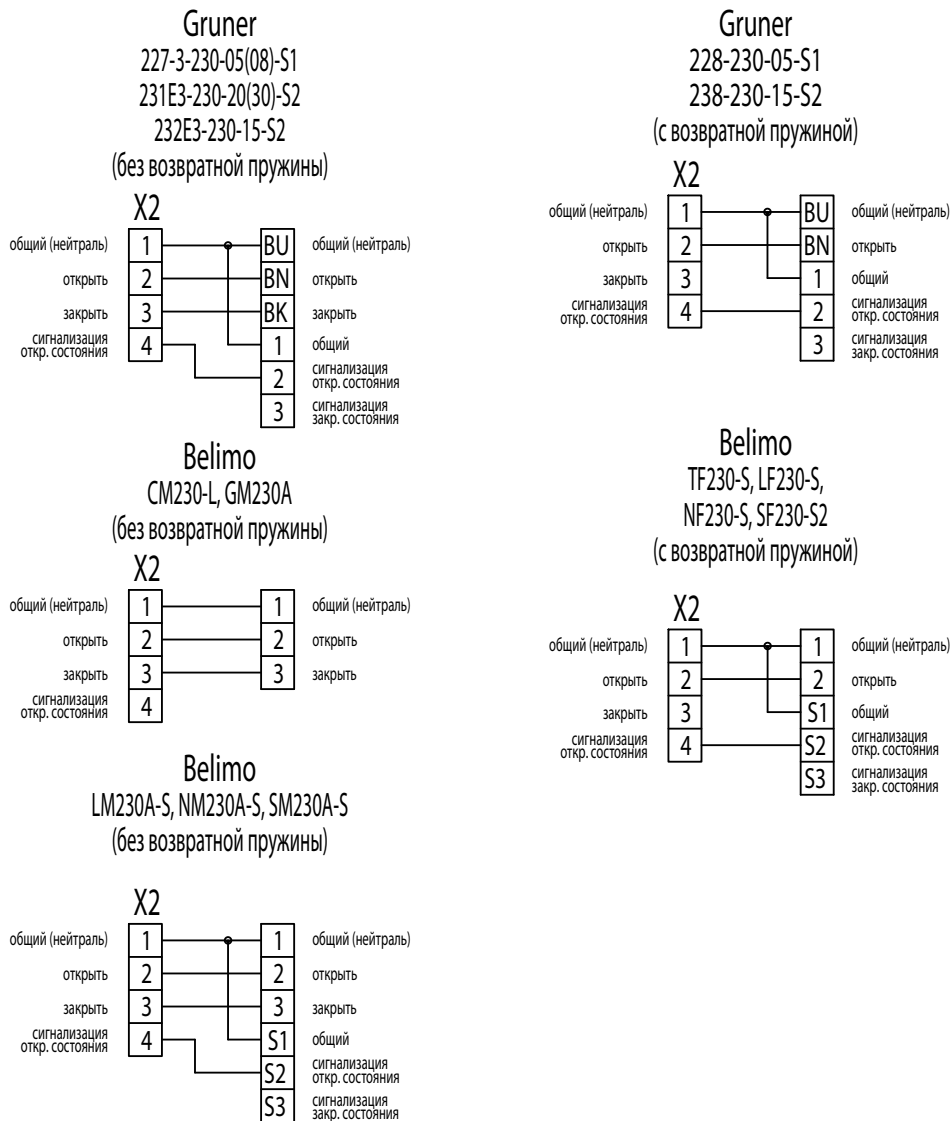 Gruner
227-3-230-05(08)-S1
231E3-230-20(30)-S2
232E3-230-15-S2
(без возвратной пружины)
X2
общий (нейтраль) 1 BU общий (нейтраль)
открыть 2 BN открыть
закрыть 3 BK закрыть
сигнализация
откр. состояния 4 1 общий
2 сигнализация
откр. состояния
3 сигнализация
закр. состояния
Belimo
CM230-L, GM230A
(без возвратной пружины)
X2
общий (нейтраль) 1 1 общий (нейтраль)
открыть 2 2 открыть
закрыть 3 3 закрыть
сигнализация
откр. состояния 4
Belimo
LM230A-S, NM230A-S, SM230A-S
(без возвратной пружины)
X2
общий (нейтраль) 1 1 общий (нейтраль)
открыть 2 2 открыть
закрыть 3 3 закрыть
сигнализация
откр. состояния 4 S1 общий
S2 сигнализация
откр. состояния
S3 сигнализация
закр. состояния
Gruner
228-230-05-S1
238-230-15-S2
(с возвратной пружиной)
X2
общий (нейтраль) 1 BU общий (нейтраль)
открыть 2 BN открыть
закрыть 3 1 общий
сигнализация
откр. состояния 4 2 сигнализация
откр. состояния
3 сигнализация
закр. состояния
Belimo
TF230-S, LF230-S,
NF230-S, SF230-S2
(с возвратной пружиной)
X2
общий (нейтраль) 1 1 общий (нейтраль)
открыть 2 2 открыть
закрыть 3 S1 общий
сигнализация
откр. состояния 4 S2 сигнализация
откр. состояния
S3 сигнализация
закр. состояния